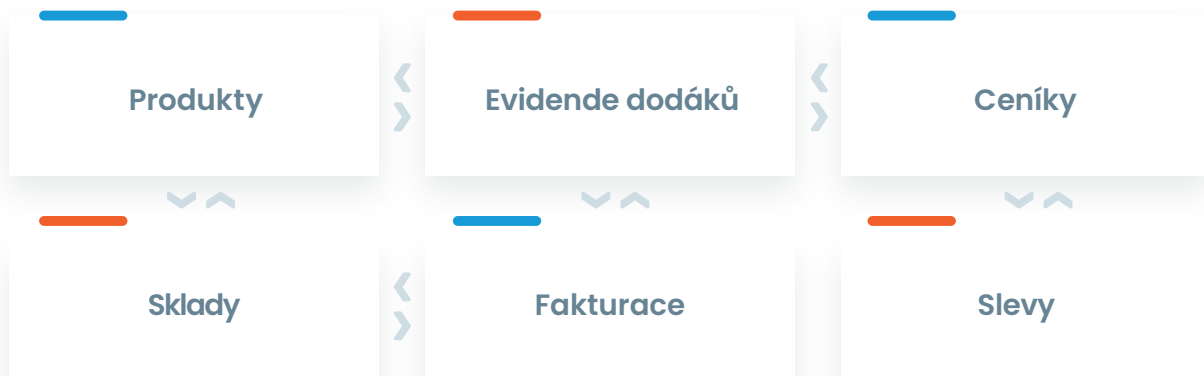 Produkty
Evidende dodáků
Ceníky
Sklady
Fakturace
Slevy